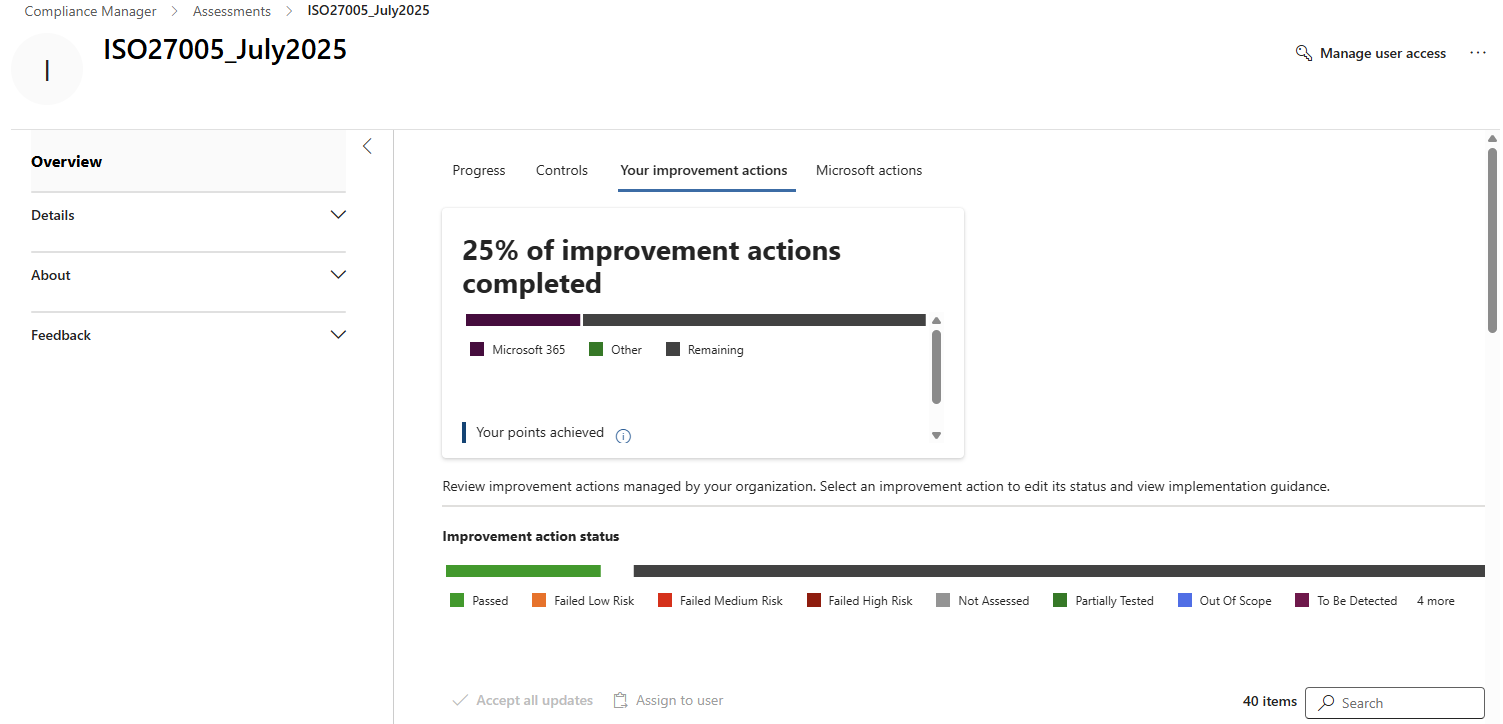 Compliance Manager > Assessments > ISO27005_July2025
I
ISO27005_July2025
Manage user access
Overview
Details
About
Feedback
Progress Controls Your improvement actions Microsoft actions
25% of improvement actions
completed
Microsoft 365 Other Remaining
Your points achieved
Review improvement actions managed by your organization. Select an improvement action to edit its status and view implementation guidance.
Improvement action status
Passed Failed Low Risk Failed Medium Risk Failed High Risk Not Assessed Partially Tested Out Of Scope To Be Detected 4 more
Accept all updates Assign to user 40 items Search